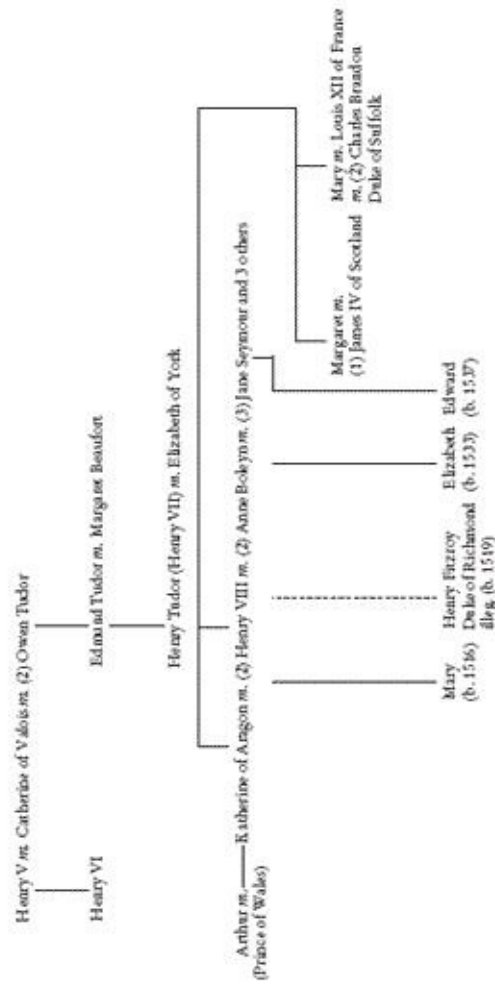 Henry V m. Catherine of Valois m. (2) Owen Tudor
Henry VI
Edmund Tudor m. Margaret Beaufort
Henry Tudor (Henry VII) m. Elizabeth of York
Arthur m.
(Prince of Wales)
Katherine of Aragon m. (2) Henry VIII m. (2) Anne Boleyn m. (3) Jane Seymour and 3 others
Margaret m.
(1) James IV of Scotland
Mary m. Louis XII of France
m. (2) Charles Brandon
Duke of Suffolk
Mary
(b. 1516)
Henry Fitzroy
Duke of Richmond
illeg. (b. 1519)
Elizabeth
(b. 1533)
Edward
(b. 1537)